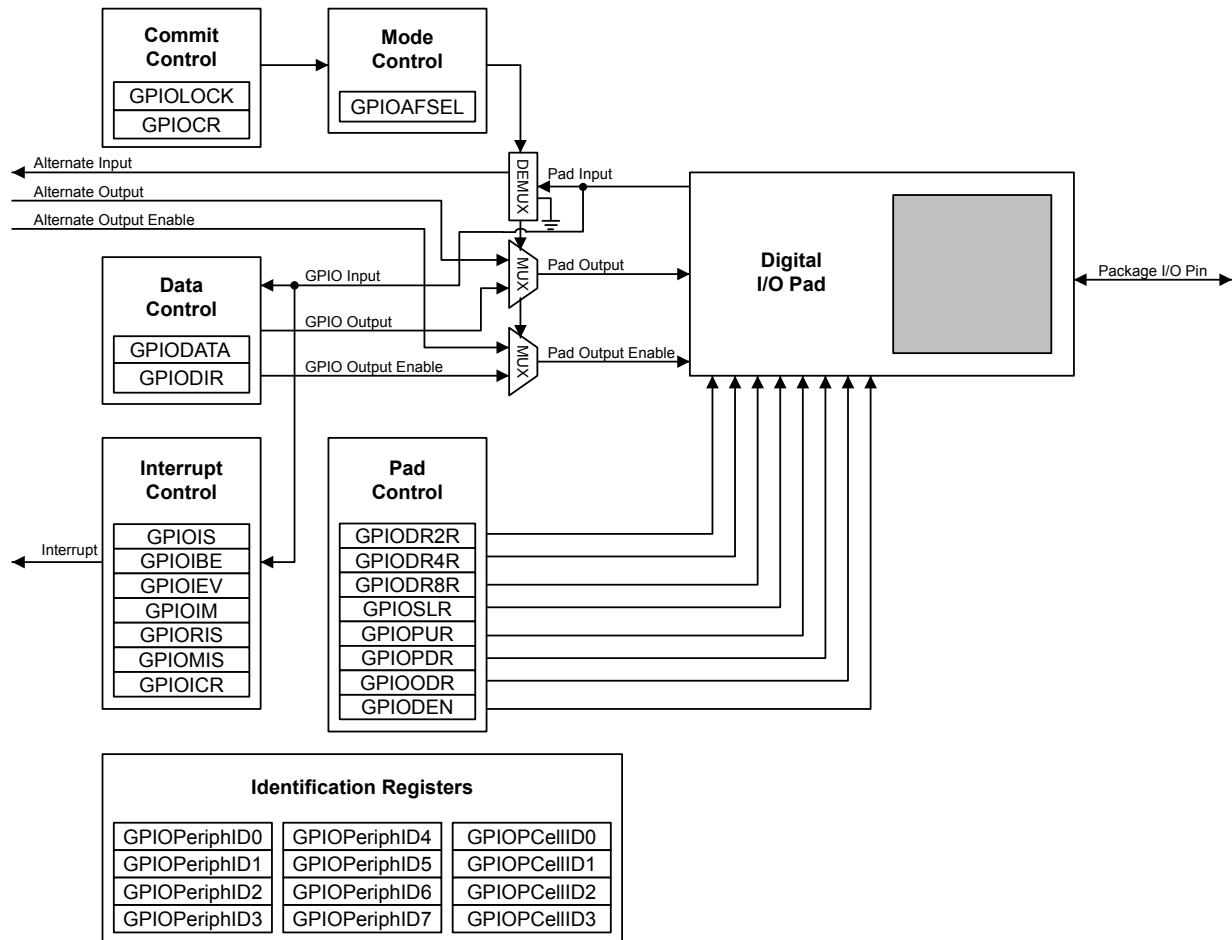 Commit
Control
GPIOLOCK
GPIOCR
Mode
Control
GPIOAFSEL
Alternate Input
Alternate Output
Alternate Output Enable
DEMUX
Pad Input
MUX
Pad Output
MUX
Pad Output Enable
Digital
I/O Pad
Package I/O Pin
Data
Control
GPIODATA
GPIODIR
GPIO Input
GPIO Output
GPIO Output Enable
Interrupt
Control
GPIOIS
GPIOIBE
GPIOIEV
GPIOIM
GPIORIS
GPIOMIS
GPIOICR
Interrupt
Pad
Control
GPIODR2R
GPIODR4R
GPIODR8R
GPIOSLR
GPIOPUR
GPIOPDR
GPIOODR
GPIODEN
Identification Registers
GPIOPeriphID0
GPIOPeriphID1
GPIOPeriphID2
GPIOPeriphID3
GPIOPeriphID4
GPIOPeriphID5
GPIOPeriphID6
GPIOPeriphID7
GPIOPCellID0
GPIOPCellID1
GPIOPCellID2
GPIOPCellID3